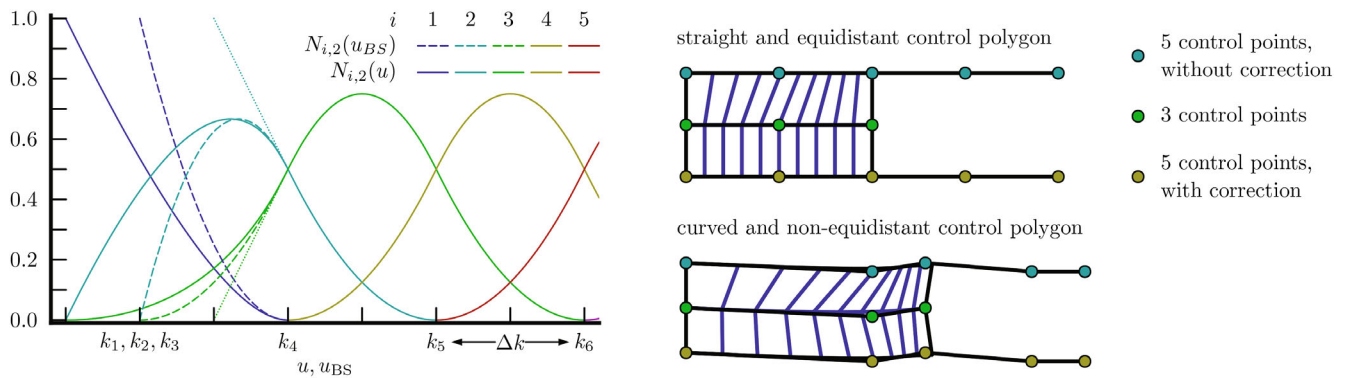 i 1 2 3 4 5
N_{i,2}(u_{BS})
N_{i,2}(u)
1.0
0.8
0.6
0.4
0.2
0.0
k_1, k_2, k_3 k_4 k_5 Δk k_6
u, u_{BS}
straight and equidistant control polygon
curved and non-equidistant control polygon
5 control points,
without correction
3 control points
5 control points,
with correction